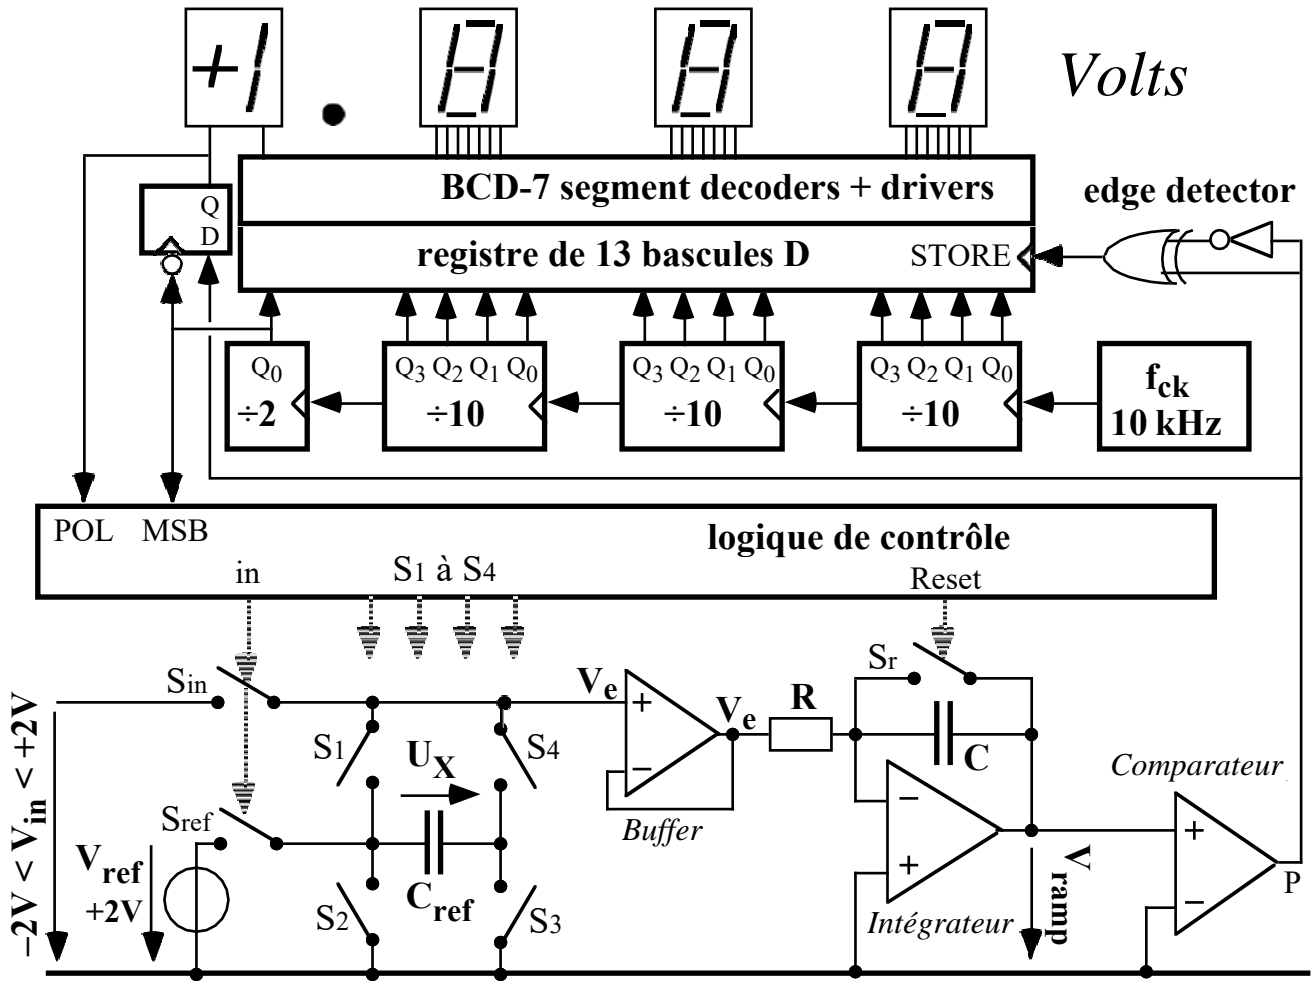 +1 . 8 8 8 Volts
BCD-7 segment decoders + drivers
edge detector
Q
D
registre de 13 bascules D
STORE
Q0
÷2
Q3 Q2 Q1 Q0
÷10
Q3 Q2 Q1 Q0
÷10
Q3 Q2 Q1 Q0
÷10
fck
10 kHz
POL MSB
logique de contrôle
in
S1 à S4
Reset
Sin
Sr
Ve
+
−
Buffer
Ve
R
C
S1
UX
S4
Comparateur
−2V < Vin < +2V
Sref
Vref
+2V
Cref
S2
S3
−
+
Intégrateur
Vramp
+
−
P